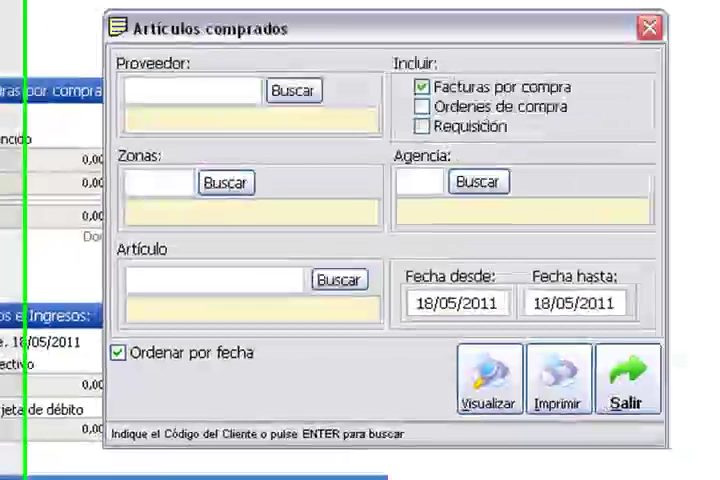 Artículos comprados
Proveedor:
Buscar
Incluir:
Facturas por compra
Ordenes de compra
Requisición
Zonas:
Buscar
Agencia:
Buscar
Artículo
Buscar
Fecha desde:
Fecha hasta:
18/05/2011
18/05/2011
Ordenar por fecha
Visualizar
Imprimir
Salir
Indique el Código del Cliente o pulse ENTER para buscar
ras por compra
ncido
0,00
0,00
0,00
Do
os e Ingresos:
e. 18/05/2011
ectivo
0,00
jeta de débito
0,00